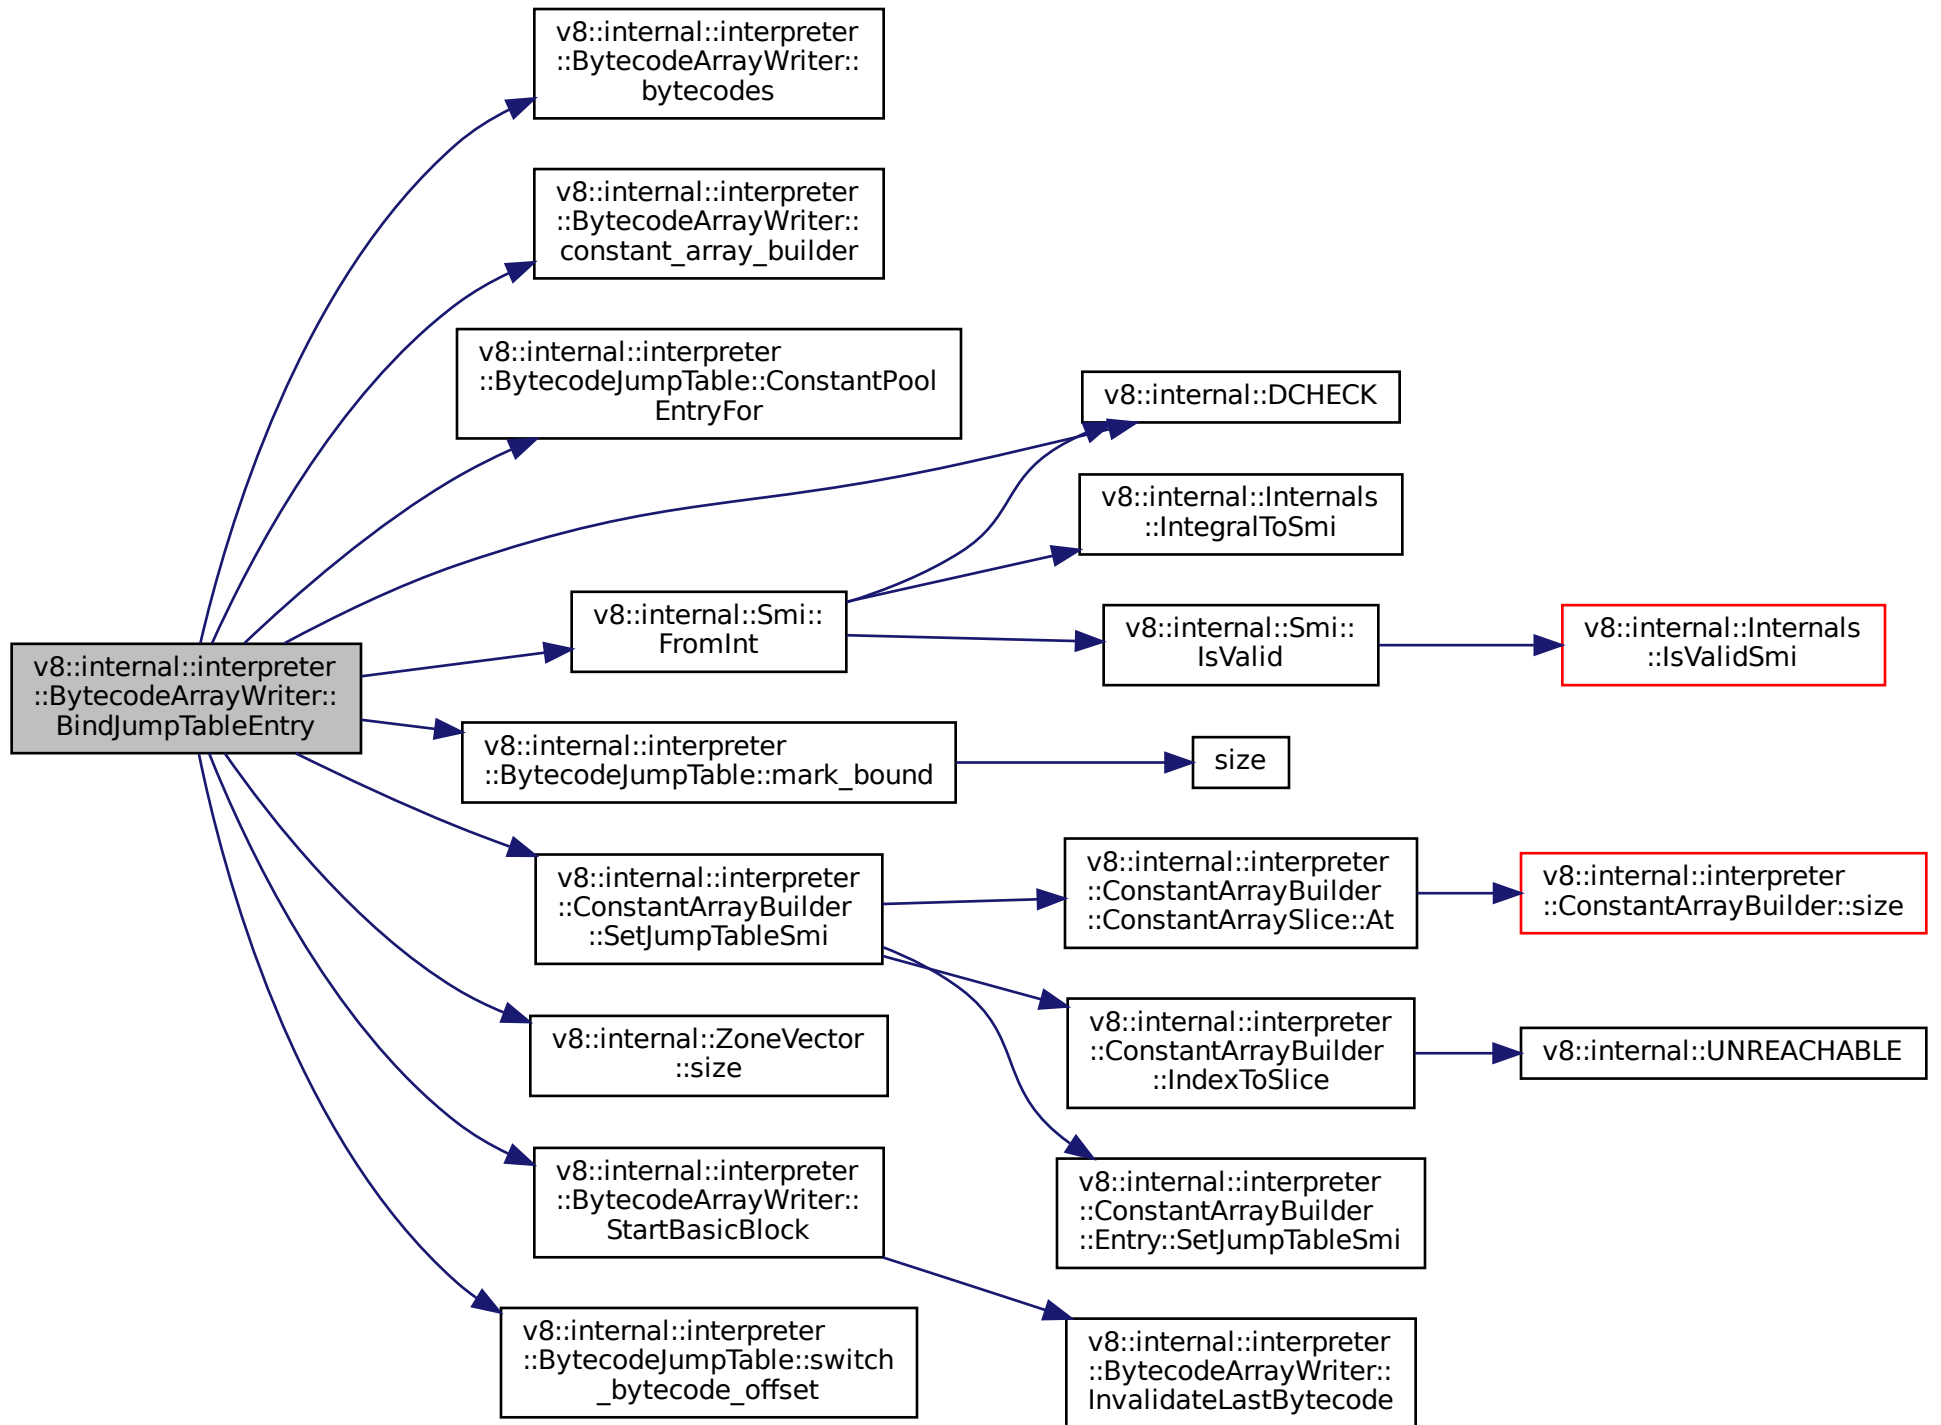 v8::internal::interpreter
::BytecodeArrayWriter::
BindJumpTableEntry
v8::internal::interpreter
::BytecodeArrayWriter::
bytecodes
v8::internal::interpreter
::BytecodeArrayWriter::
constant_array_builder
v8::internal::interpreter
::BytecodeJumpTable::ConstantPool
EntryFor
v8::internal::DCHECK
v8::internal::Smi::
FromInt
v8::internal::Internals
::IntegralToSmi
v8::internal::Smi::
IsValid
v8::internal::Internals
::IsValidSmi
v8::internal::interpreter
::BytecodeJumpTable::mark_bound
size
v8::internal::interpreter
::ConstantArrayBuilder
::SetJumpTableSmi
v8::internal::interpreter
::ConstantArrayBuilder
::ConstantArraySlice::At
v8::internal::interpreter
::ConstantArrayBuilder::size
v8::internal::interpreter
::ConstantArrayBuilder
::IndexToSlice
v8::internal::UNREACHABLE
v8::internal::interpreter
::ConstantArrayBuilder
::Entry::SetJumpTableSmi
v8::internal::ZoneVector
::size
v8::internal::interpreter
::BytecodeArrayWriter::
StartBasicBlock
v8::internal::interpreter
::BytecodeArrayWriter::
InvalidateLastBytecode
v8::internal::interpreter
::BytecodeJumpTable::switch
_bytecode_offset